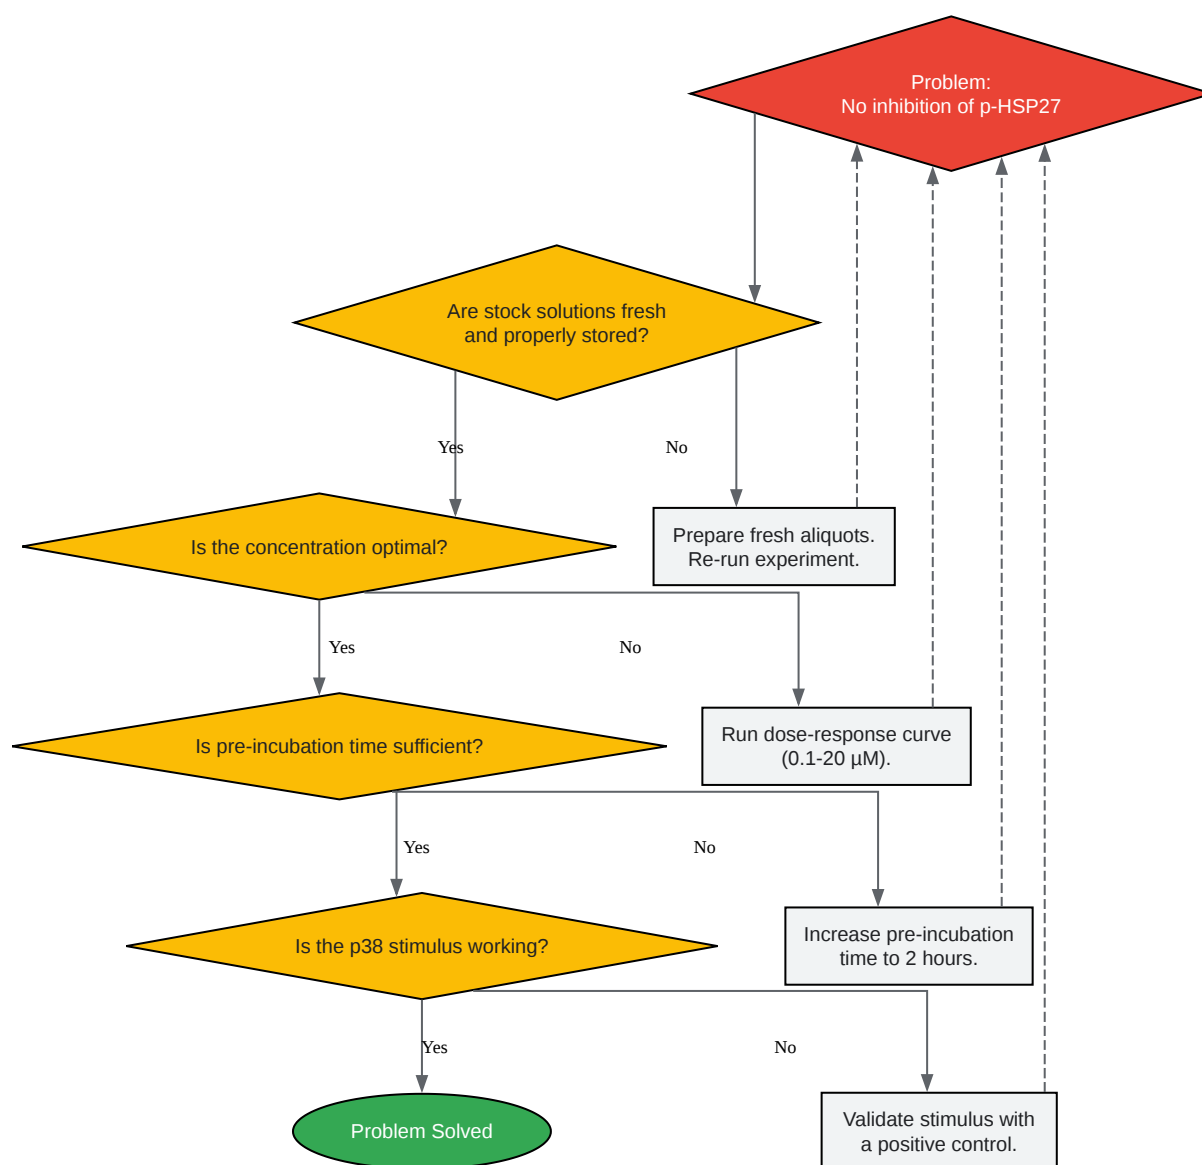 Problem:
No inhibition of p-HSP27
Are stock solutions fresh
and properly stored?
Yes
No
Is the concentration optimal?
Prepare fresh aliquots.
Re-run experiment.
Yes
No
Is pre-incubation time sufficient?
Run dose-response curve
(0.1-20 µM).
Yes
No
Is the p38 stimulus working?
Increase pre-incubation
time to 2 hours.
Yes
No
Problem Solved
Validate stimulus with
a positive control.